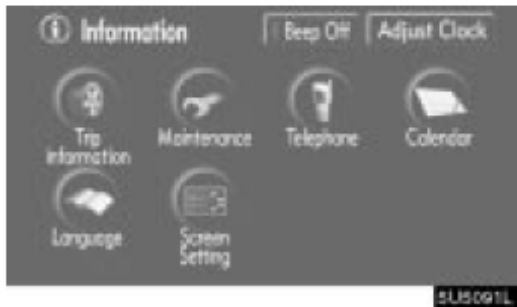 i Information Beep Off Adjust Clock
Trip Information Maintenance Telephone Calendar
Language Screen Setting
5U5091L